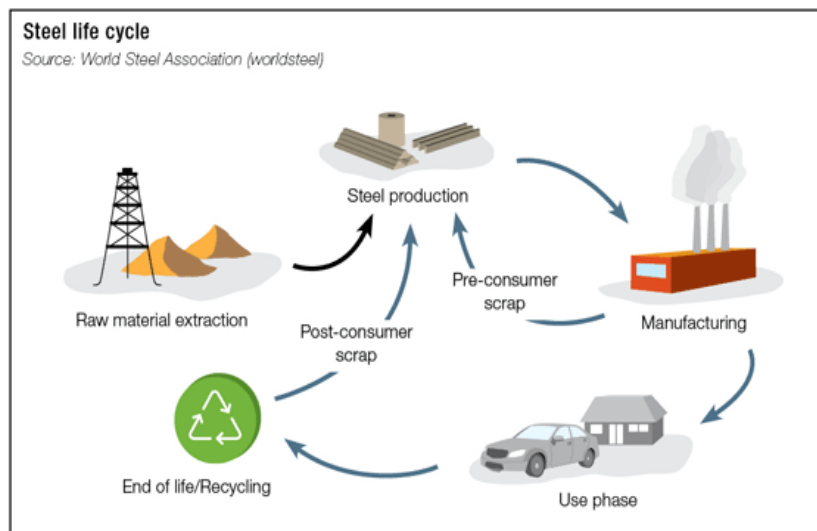 Steel life cycle
Source: World Steel Association (worldsteel)
Steel production
Raw material extraction
Pre-consumer
scrap
Manufacturing
Post-consumer
scrap
End of life/Recycling
Use phase